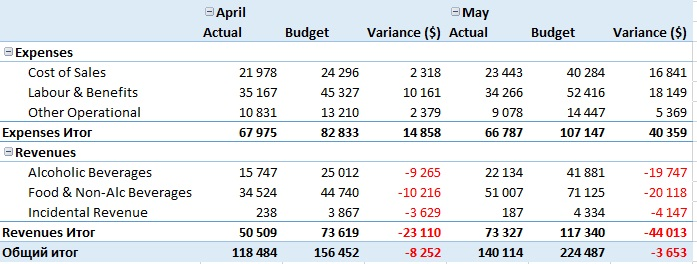 April May
Actual Budget Variance ($) Actual Budget Variance ($)
Expenses
Cost of Sales 21 978 24 296 2 318 23 443 40 284 16 841
Labour & Benefits 35 167 45 327 10 161 34 266 52 416 18 149
Other Operational 10 831 13 210 2 379 9 078 14 447 5 369
Expenses Итог 67 975 82 833 14 858 66 787 107 147 40 359
Revenues
Alcoholic Beverages 15 747 25 012 -9 265 22 134 41 881 -19 747
Food & Non-Alc Beverages 34 524 44 740 -10 216 51 007 71 125 -20 118
Incidental Revenue 238 3 867 -3 629 187 4 334 -4 147
Revenues Итог 50 509 73 619 -23 110 73 327 117 340 -44 013
Общий итог 118 484 156 452 -8 252 140 114 224 487 -3 653